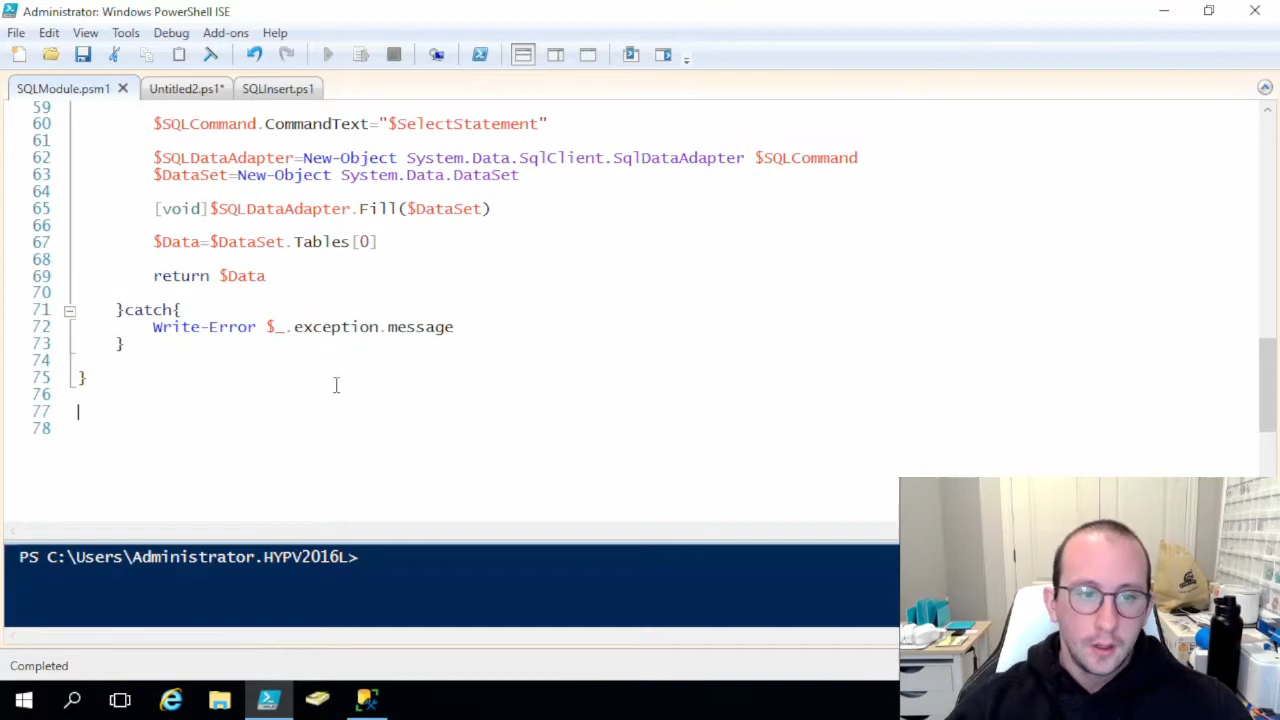 Administrator: Windows PowerShell ISE
File Edit View Tools Debug Add-ons Help
SQLModule.psm1 Untitled2.ps1* SQLInsert.ps1
59
60 $SQLCommand.CommandText="$SelectStatement"
61
62 $SQLDataAdapter=New-Object System.Data.SqlClient.SqlDataAdapter $SQLCommand
63 $DataSet=New-Object System.Data.DataSet
64
65 [void]$SQLDataAdapter.Fill($DataSet)
66
67 $Data=$DataSet.Tables[0]
68
69 return $Data
70
71 }catch{
72 Write-Error $_.exception.message
73 }
74
75 }
76
77
78
PS C:\Users\Administrator.HYPV2016L>
Completed